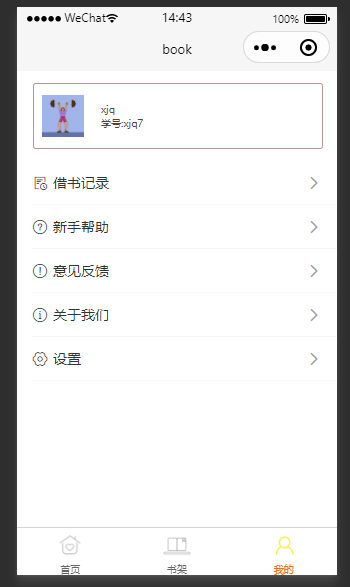 WeChat 14:43 100%
book
xjq
学号:xjq7
借书记录
新手帮助
意见反馈
关于我们
设置
首页 书架 我的